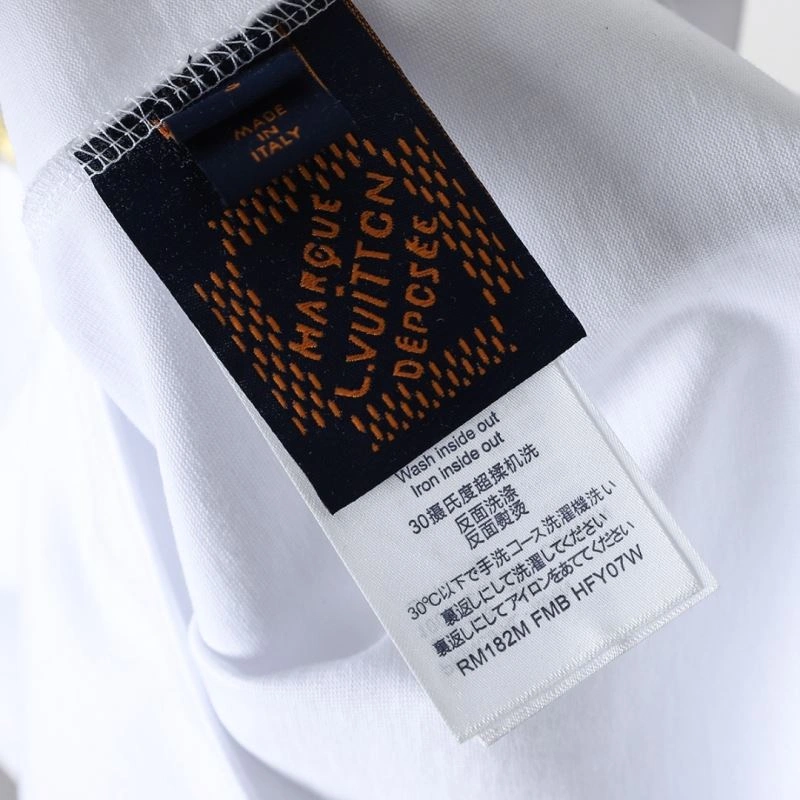 MADE
IN
ITALY
MARQUE
L.VUITTON
DEPOSÉE
Wash inside out
Iron inside out
30摄氏度超揉机洗
反面洗涤
反面熨烫
30℃以下で手洗コース洗濯機洗い
裏返しにして洗濯してください
裏返しにしてアイロンをあててください
RM182M FMB HFY07W